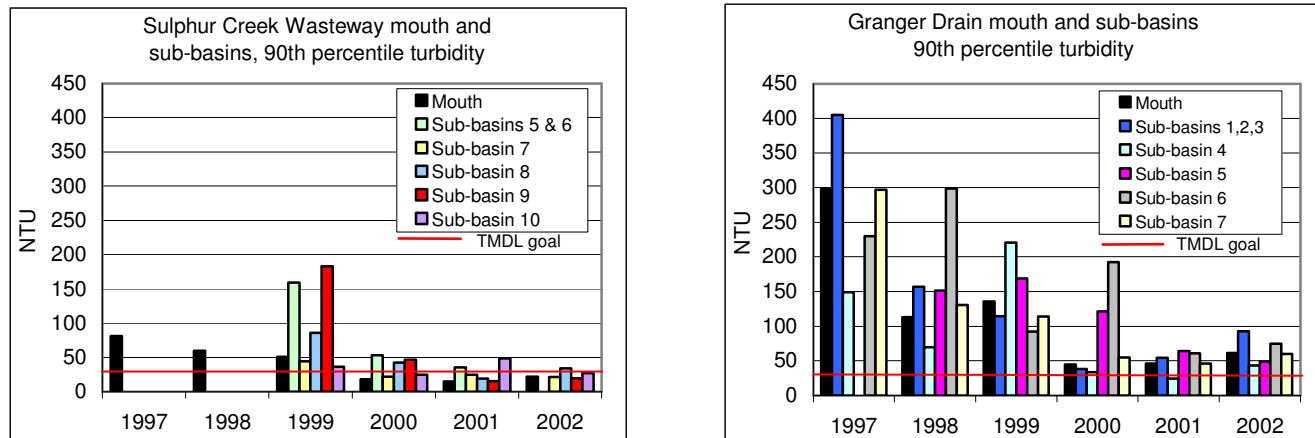 Sulphur Creek Wasteway mouth and
sub-basins, 90th percentile turbidity
450
400
350
300
250
200
150
100
50
0
NTU
Mouth
Sub-basins 5 & 6
Sub-basin 7
Sub-basin 8
Sub-basin 9
Sub-basin 10
TMDL goal
1997 1998 1999 2000 2001 2002
Granger Drain mouth and sub-basins
90th percentile turbidity
450
400
350
300
250
200
150
100
50
0
NTU
Mouth
Sub-basins 1,2,3
Sub-basin 4
Sub-basin 5
Sub-basin 6
Sub-basin 7
TMDL goal
1997 1998 1999 2000 2001 2002